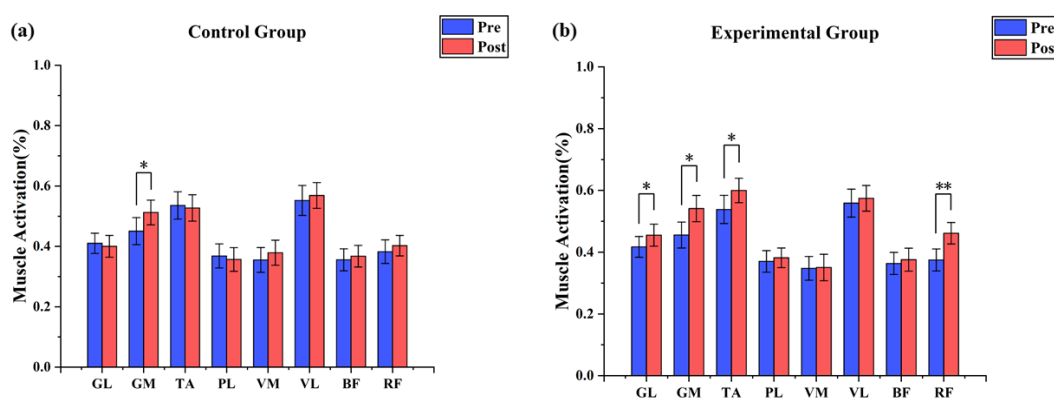 (a)
Control Group
Pre
Post
Muscle Activation(%)
1.0
0.8
0.6
0.4
0.2
0.0
*
GL GM TA PL VM VL BF RF
(b)
Experimental Group
Pre
Pos
Muscle Activation(%)
1.0
0.8
0.6
0.4
0.2
0.0
*
*
*
**
GL GM TA PL VM VL BF RF